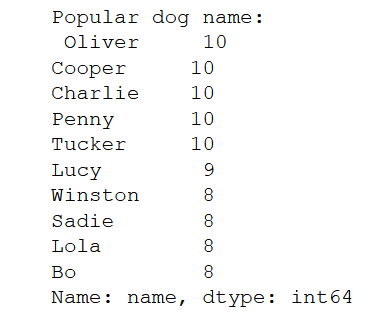 Popular dog name:
 Oliver     10
Cooper     10
Charlie    10
Penny      10
Tucker     10
Lucy        9
Winston     8
Sadie       8
Lola        8
Bo          8
Name: name, dtype: int64